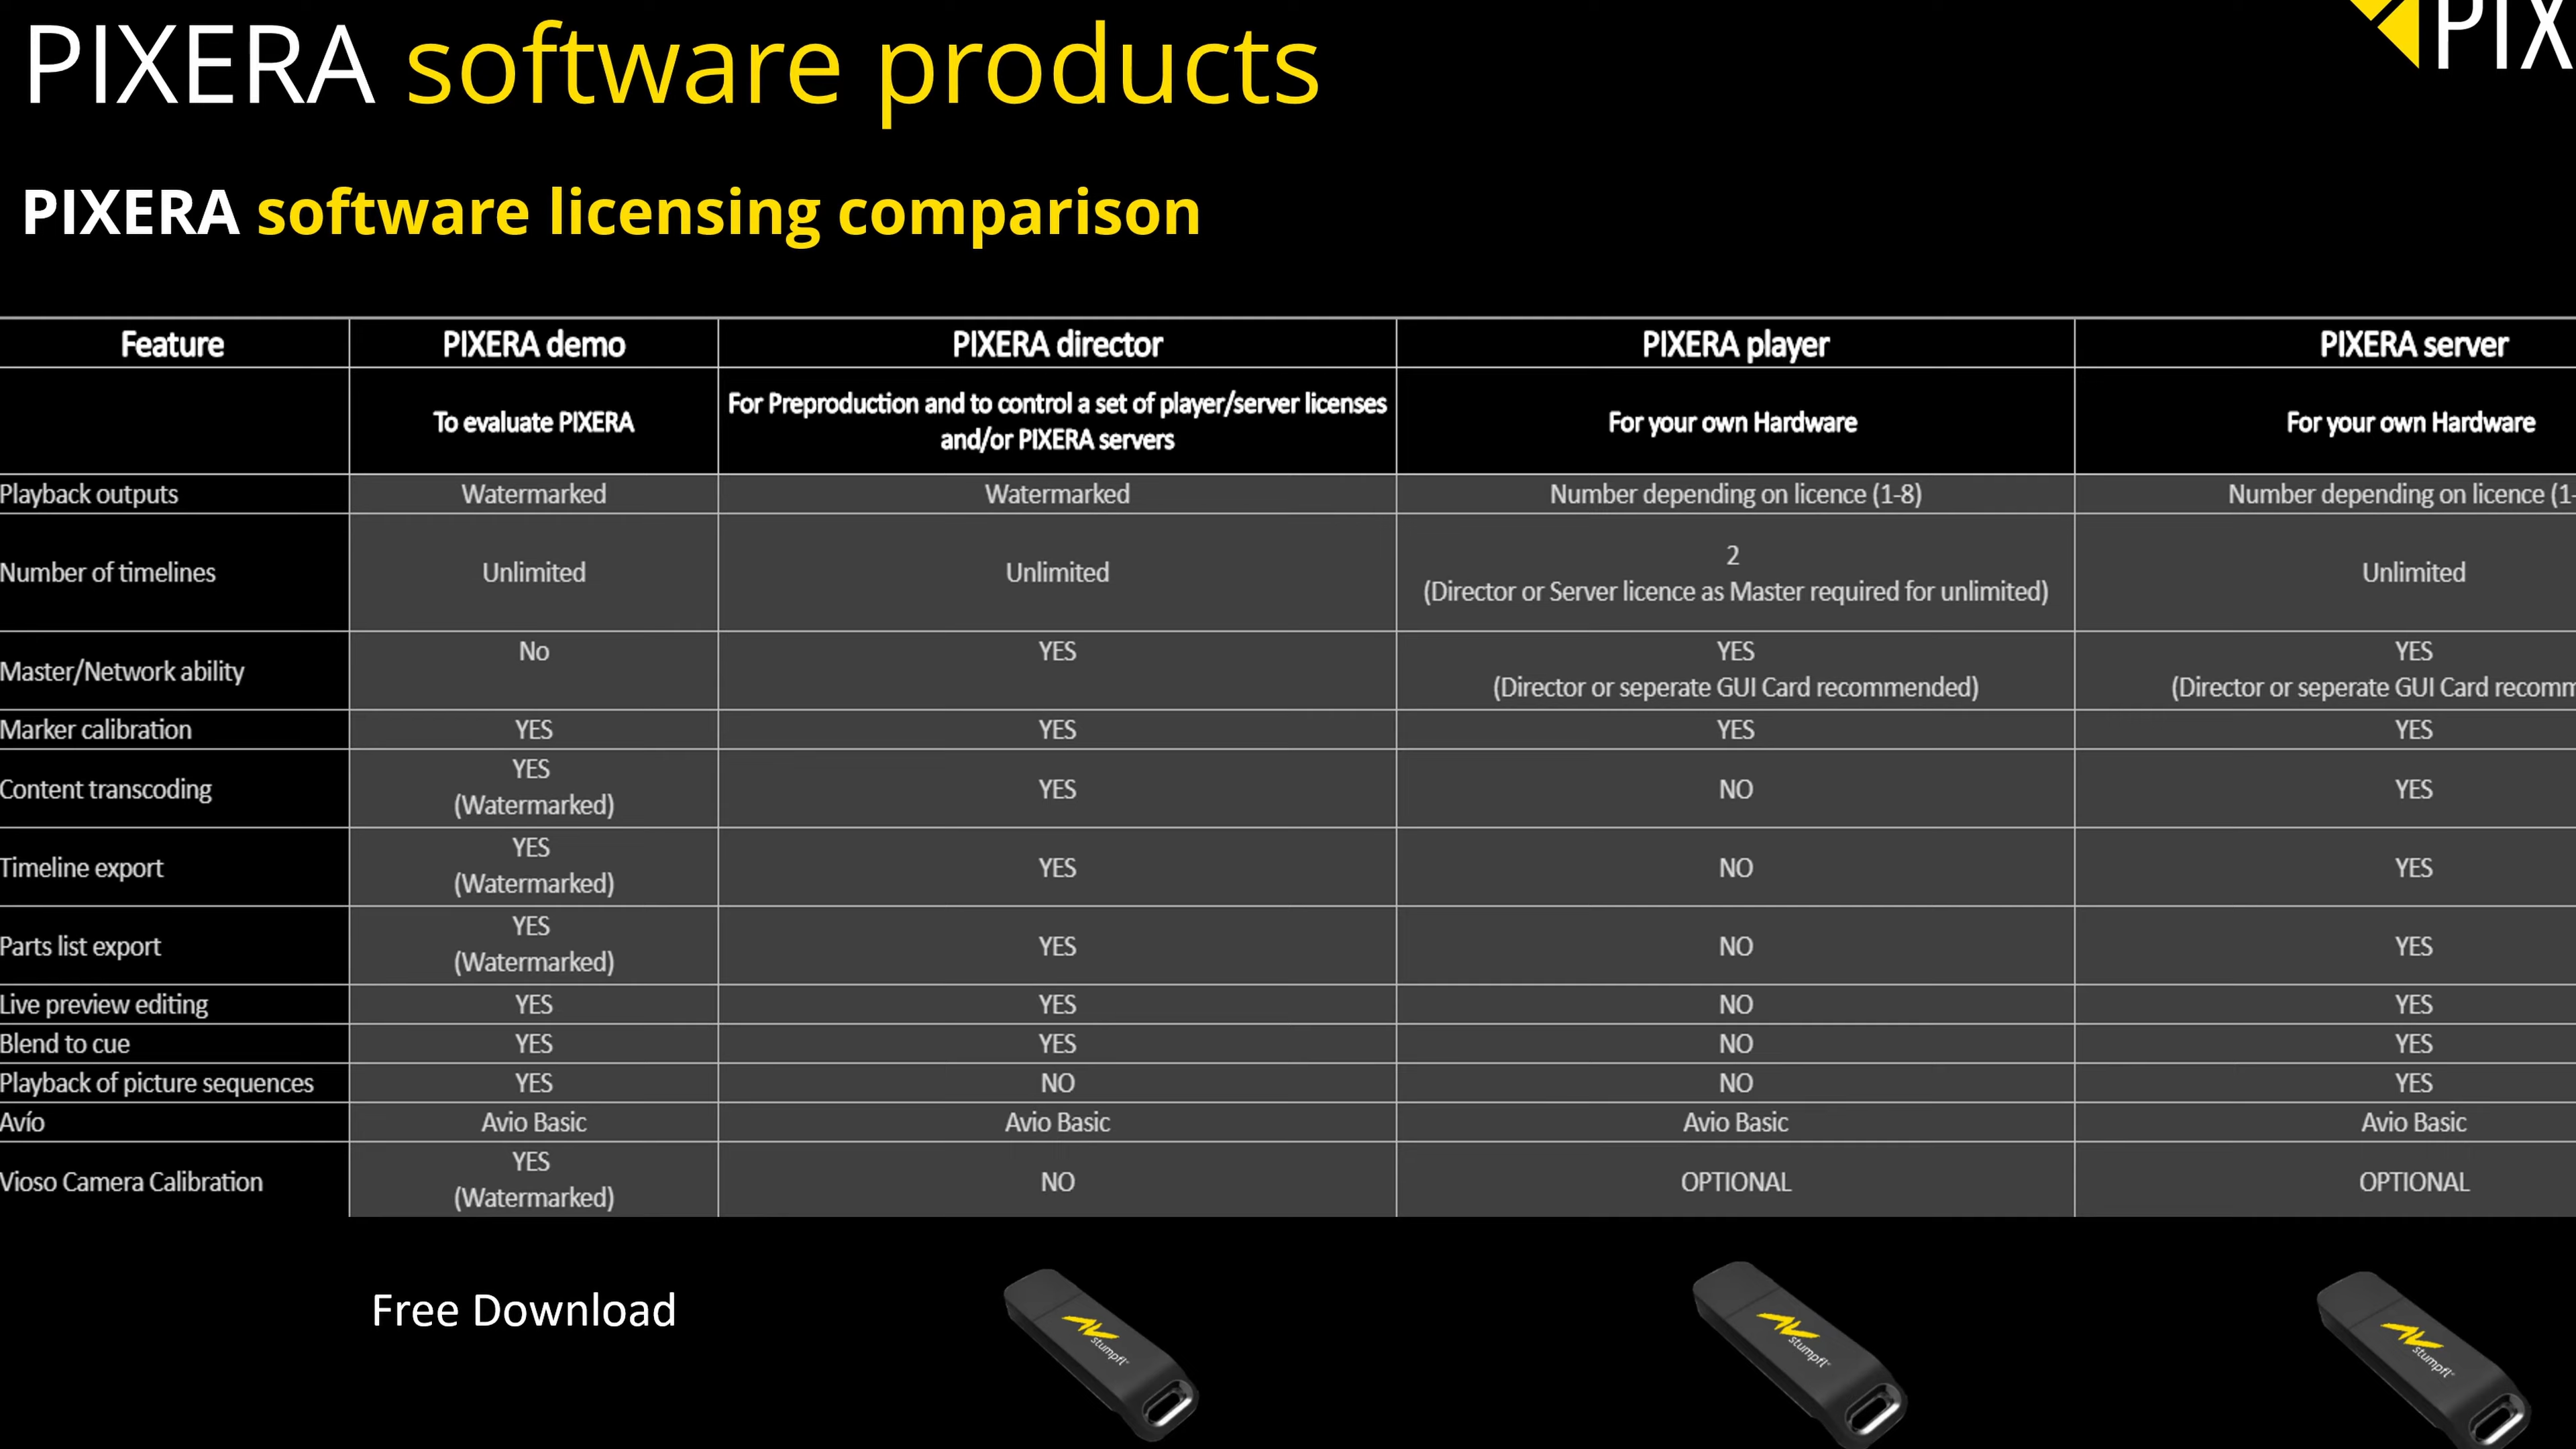 PIXERA software products
PIX
PIXERA software licensing comparison
Feature PIXERA demo PIXERA director PIXERA player PIXERA server
To evaluate PIXERA For Preproduction and to control a set of player/server licenses and/or PIXERA servers For your own Hardware For your own Hardware
Playback outputs Watermarked Watermarked Number depending on licence (1-8) Number depending on licence (1-
Number of timelines Unlimited Unlimited 2 (Director or Server licence as Master required for unlimited) Unlimited
Master/Network ability No YES YES (Director or seperate GUI Card recommended) YES (Director or seperate GUI Card recomm
Marker calibration YES YES YES YES
Content transcoding YES (Watermarked) YES NO YES
Timeline export YES (Watermarked) YES NO YES
Parts list export YES (Watermarked) YES NO YES
Live preview editing YES YES NO YES
Blend to cue YES YES NO YES
Playback of picture sequences YES NO NO YES
Avío Avio Basic Avio Basic Avio Basic Avio Basic
Vioso Camera Calibration YES (Watermarked) NO OPTIONAL OPTIONAL
Free Download
AV stumpfl
AV stumpfl
AV stumpfl